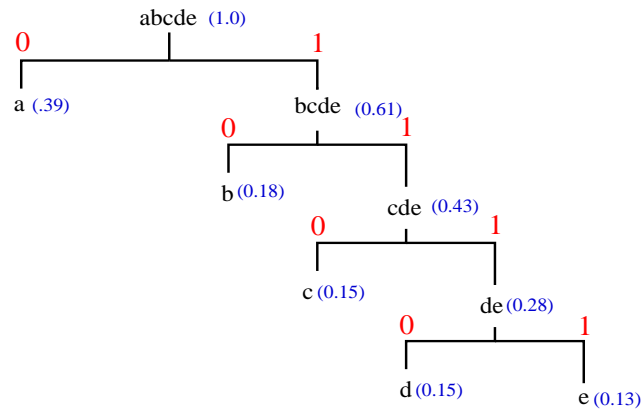 abcde (1.0)
0 1
a (.39)
bcde (0.61)
0 1
b (0.18)
cde (0.43)
0 1
c (0.15)
de (0.28)
0 1
d (0.15)
e (0.13)